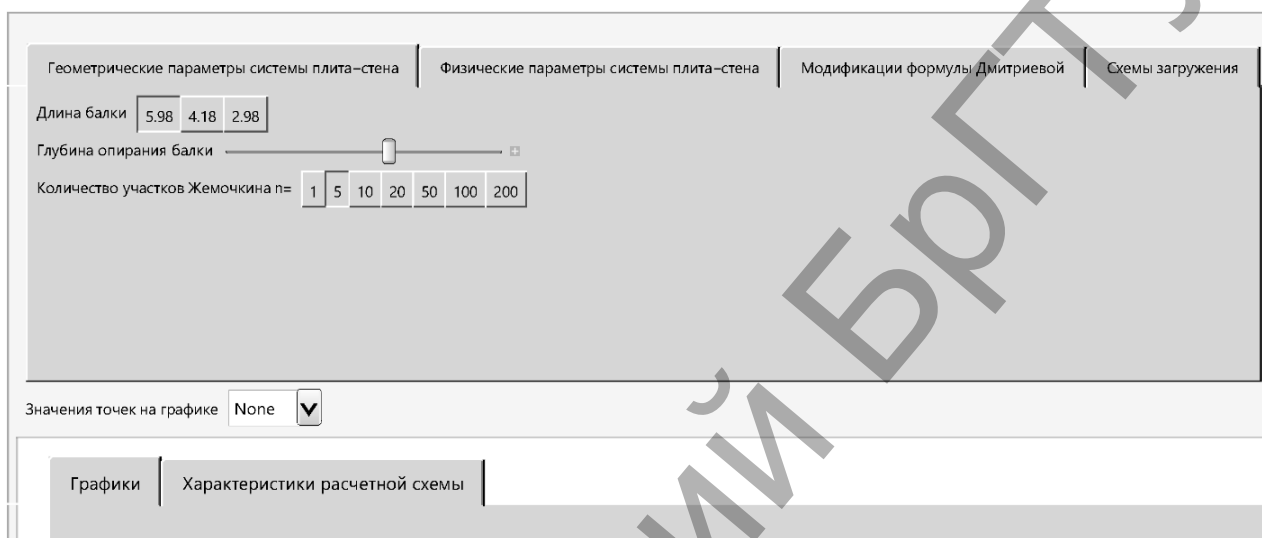 Геометрические параметры системы плита-стена Физические параметры системы плита-стена Модификации формулы Дмитриевой Схемы загружения
Длина балки 5.98 4.18 2.98
Глубина опирания балки
Количество участков Жемочкина n= 1 5 10 20 50 100 200
Значения точек на графике None
Графики Характеристики расчетной схемы